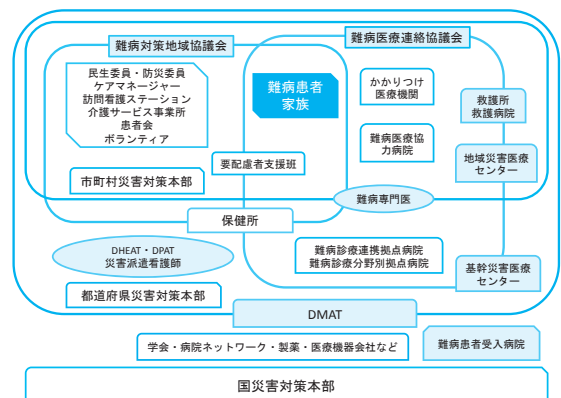 難病対策地域協議会
難病医療連絡協議会
民生委員・防災委員
ケアマネージャー
訪問看護ステーション
介護サービス事業所
患者会
ボランティア
難病患者
家族
かかりつけ
医療機関
救護所
救護病院
難病医療協
力病院
地域災害医療
センター
要配慮者支援班
市町村災害対策本部
難病専門医
保健所
DHEAT・DPAT
災害派遣看護師
難病診療連携拠点病院
難病診療分野別拠点病院
基幹災害医療
センター
都道府県災害対策本部
DMAT
学会・病院ネットワーク・製薬・医療機器会社など
難病患者受入病院
国災害対策本部